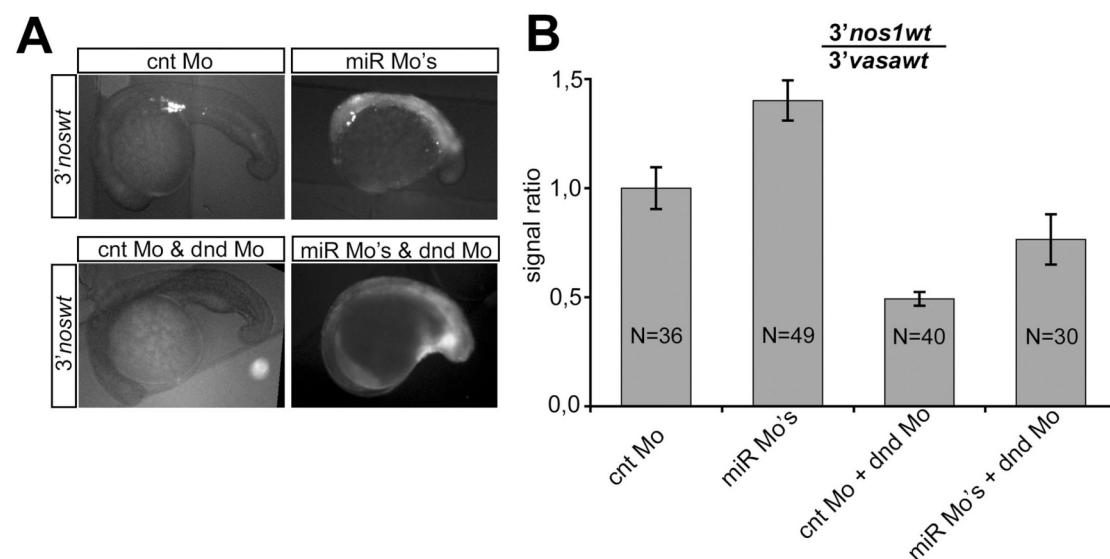 A
cnt Mo
miR Mo's
3'noswt
cnt Mo & dnd Mo
miR Mo's & dnd Mo
3'noswt
B
3'nos1wt
3'vasawt
signal ratio
1,5
1,0
0,5
0,0
N=36
N=49
N=40
N=30
cnt Mo
miR Mo's
cnt Mo + dnd Mo
miR Mo's + dnd Mo